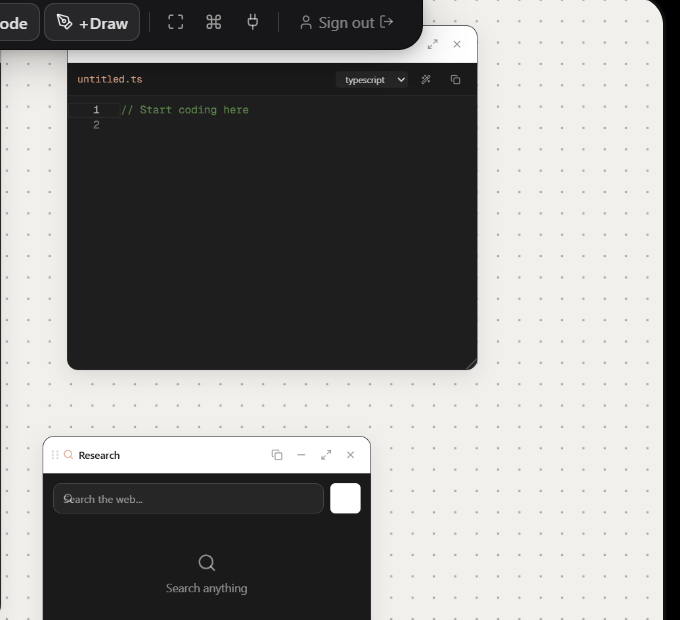 ode
+Draw
Sign out
untitled.ts
typescript
1
// Start coding here
2
Research
Search the web...
Search anything